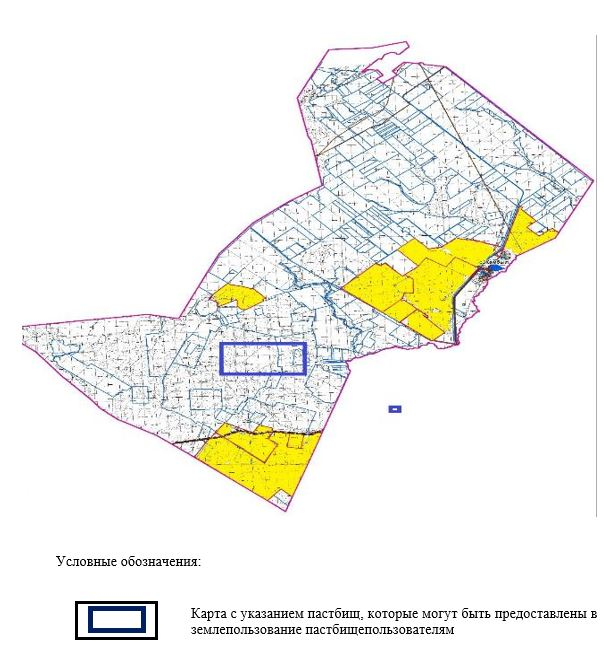 Условные обозначения:
Карта с указанием пастбищ, которые могут быть предоставлены в
землепользование пастбищепользователям